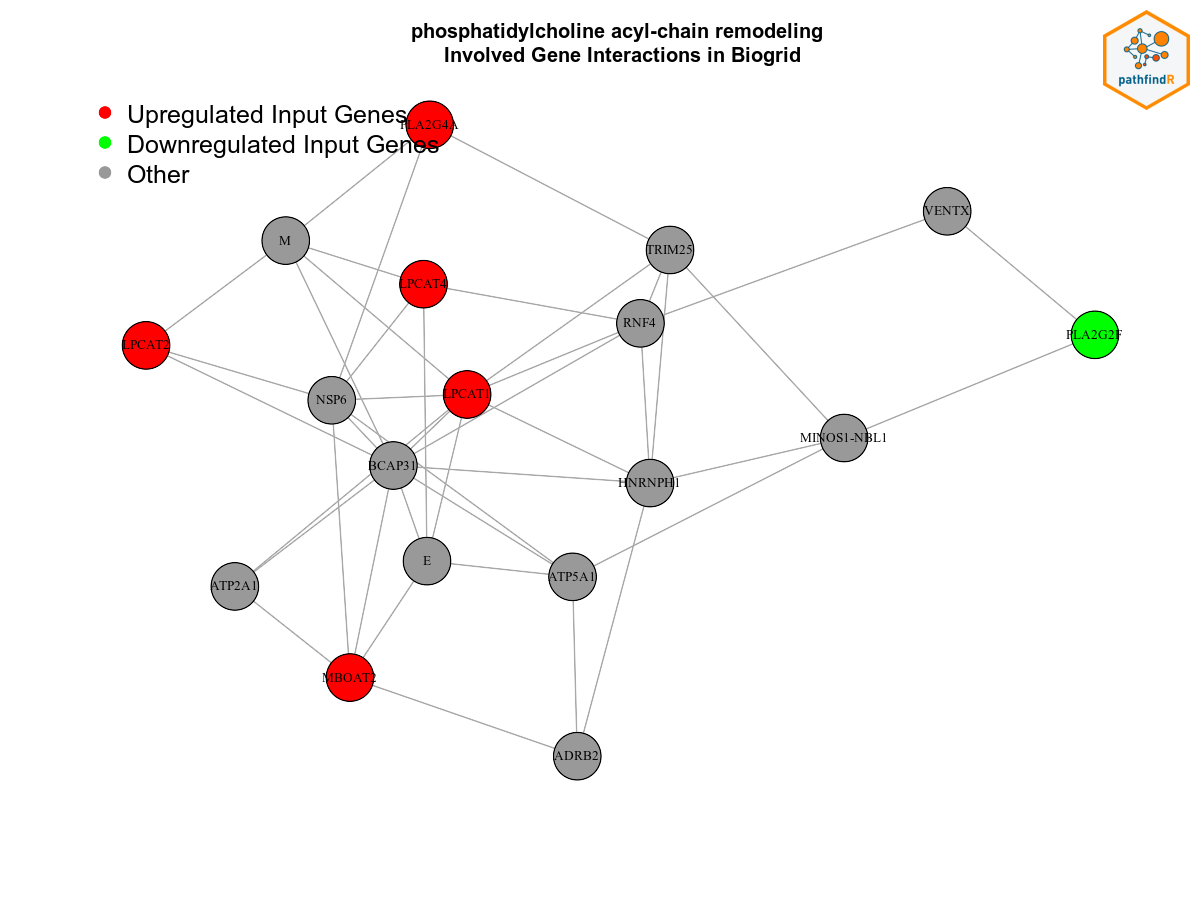 phosphatidylcholine acyl-chain remodeling
Involved Gene Interactions in Biogrid
pathfindR
Upregulated Input Genes
Downregulated Input Genes
Other
PLA2G4A
VENTX
M
TRIM25
LPCAT4
RNF4
PLA2G2F
LPCAT2
NSP6
LPCAT1
MINOS1-NBL1
BCAP31
HNRNPH1
E
ATP5A1
ATP2A1
MBOAT2
ADRB2